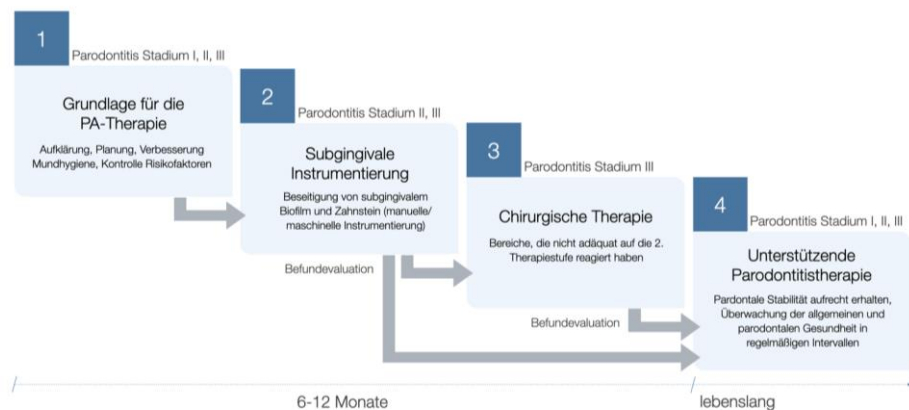 1
Parodontitis Stadium I, II, III
Grundlage für die
PA-Therapie
Aufklärung, Planung, Verbesserung
Mundhygiene, Kontrolle Risikofaktoren
2
Parodontitis Stadium II, III
Subgingivale
Instrumentierung
Beseitigung von subgingivalem
Biofilm und Zahnstein (manuelle/
maschinelle Instrumentierung)
Befundevaluation
3
Parodontitis Stadium III
Chirurgische Therapie
Bereiche, die nicht adäquat auf die 2.
Therapiestufe reagiert haben
Befundevaluation
4
Parodontitis Stadium I, II, III
Unterstützende
Parodontitistherapie
Pardontale Stabilität aufrecht erhalten,
Überwachung der allgemeinen und
parodontalen Gesundheit in
regelmäßigen Intervallen
6-12 Monate
lebenslang